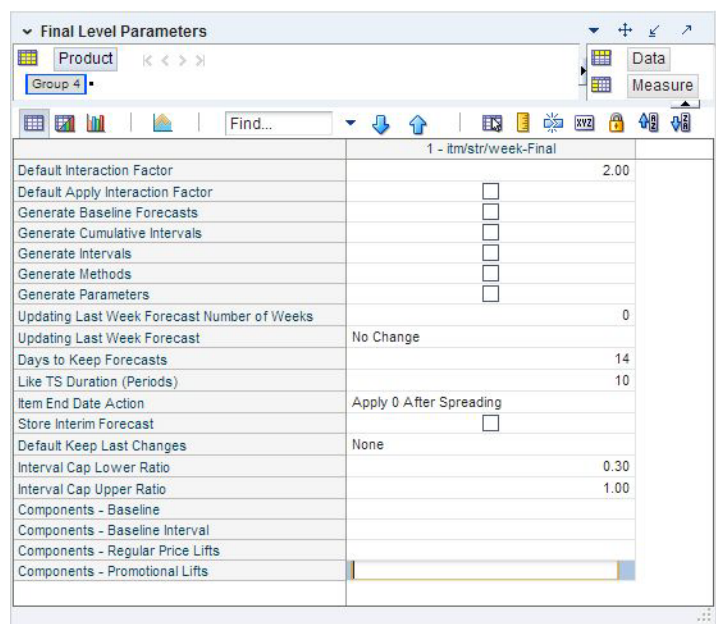 Final Level Parameters
Product
Data
Group 4
Measure
Find...
XYZ
1 - itm/str/week-Final
Default Interaction Factor 2.00
Default Apply Interaction Factor
Generate Baseline Forecasts
Generate Cumulative Intervals
Generate Intervals
Generate Methods
Generate Parameters
Updating Last Week Forecast Number of Weeks 0
Updating Last Week Forecast No Change
Days to Keep Forecasts 14
Like TS Duration (Periods) 10
Item End Date Action Apply 0 After Spreading
Store Interim Forecast
Default Keep Last Changes None
Interval Cap Lower Ratio 0.30
Interval Cap Upper Ratio 1.00
Components - Baseline
Components - Baseline Interval
Components - Regular Price Lifts
Components - Promotional Lifts